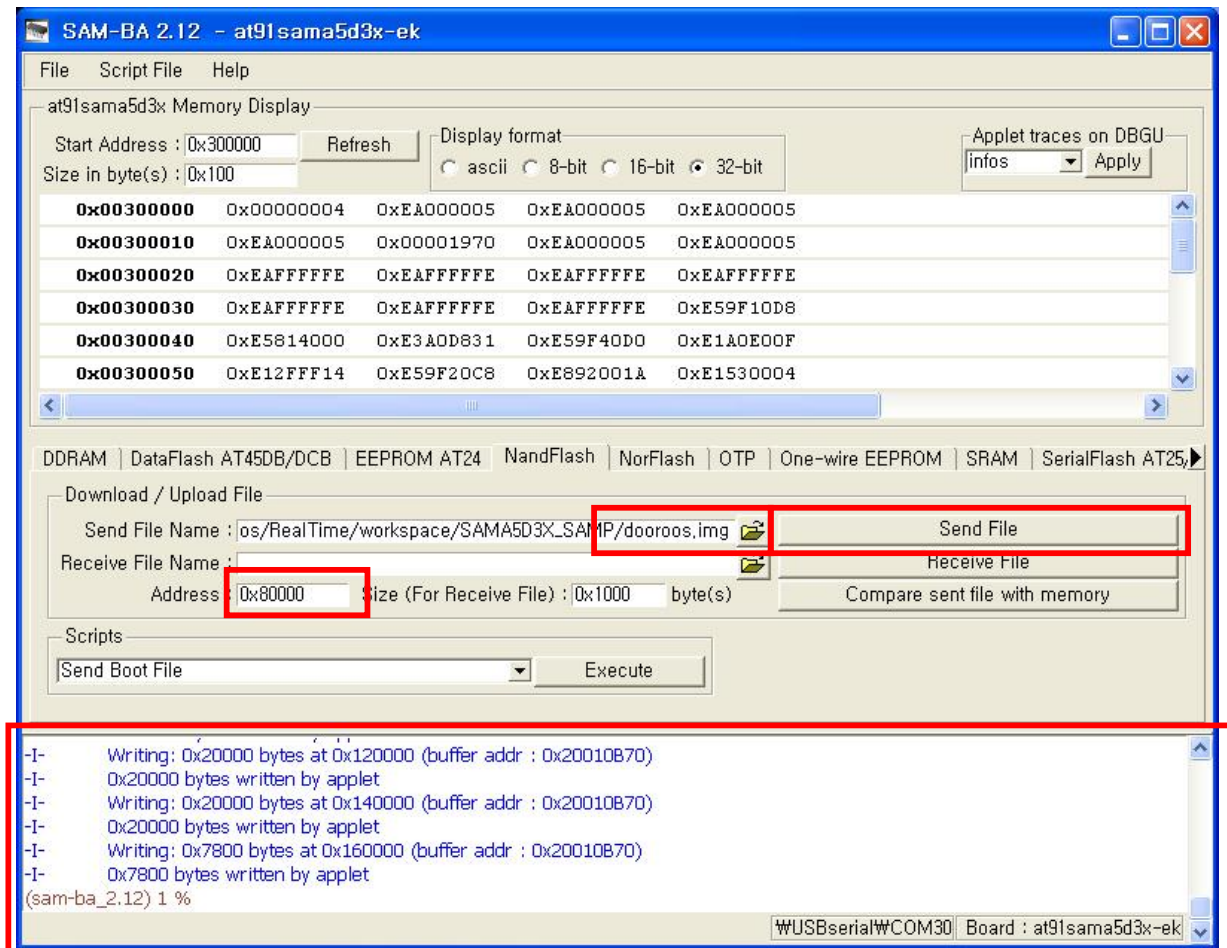 SAM-BA 2.12 - at91sama5d3x-ek
File Script File Help
at91sama5d3x Memory Display
Start Address : 0x300000 Refresh
Size in byte(s) : 0x100
Display format
ascii 8-bit 16-bit 32-bit
Applet traces on DBGU
infos Apply
0x00300000 0x00000004 0xEA000005 0xEA000005 0xEA000005
0x00300010 0xEA000005 0x00001970 0xEA000005 0xEA000005
0x00300020 0xEAFFFFFE 0xEAFFFFFE 0xEAFFFFFE 0xEAFFFFFE
0x00300030 0xEAFFFFFE 0xEAFFFFFE 0xEAFFFFFE 0xE59F10D8
0x00300040 0xE5814000 0xE3A0D831 0xE59F40D0 0xE1A0E00F
0x00300050 0xE12FFF14 0xE59F20C8 0xE892001A 0xE1530004
DDRAM DataFlash AT45DB/DCB EEPROM AT24 NandFlash NorFlash OTP One-wire EEPROM SRAM SerialFlash AT25/
Download / Upload File
Send File Name : os/RealTime/workspace/SAMA5D3X_SAMP/dooroos.img Send File
Receive File Name : Receive File
Address : 0x80000 Size (For Receive File) : 0x1000 byte(s) Compare sent file with memory
Scripts
Send Boot File Execute
-I- Writing: 0x20000 bytes at 0x120000 (buffer addr : 0x20010B70)
-I- 0x20000 bytes written by applet
-I- Writing: 0x20000 bytes at 0x140000 (buffer addr : 0x20010B70)
-I- 0x20000 bytes written by applet
-I- Writing: 0x7800 bytes at 0x160000 (buffer addr : 0x20010B70)
-I- 0x7800 bytes written by applet
(sam-ba_2.12) 1 %
₩USBserial₩COM30 Board : at91sama5d3x-ek